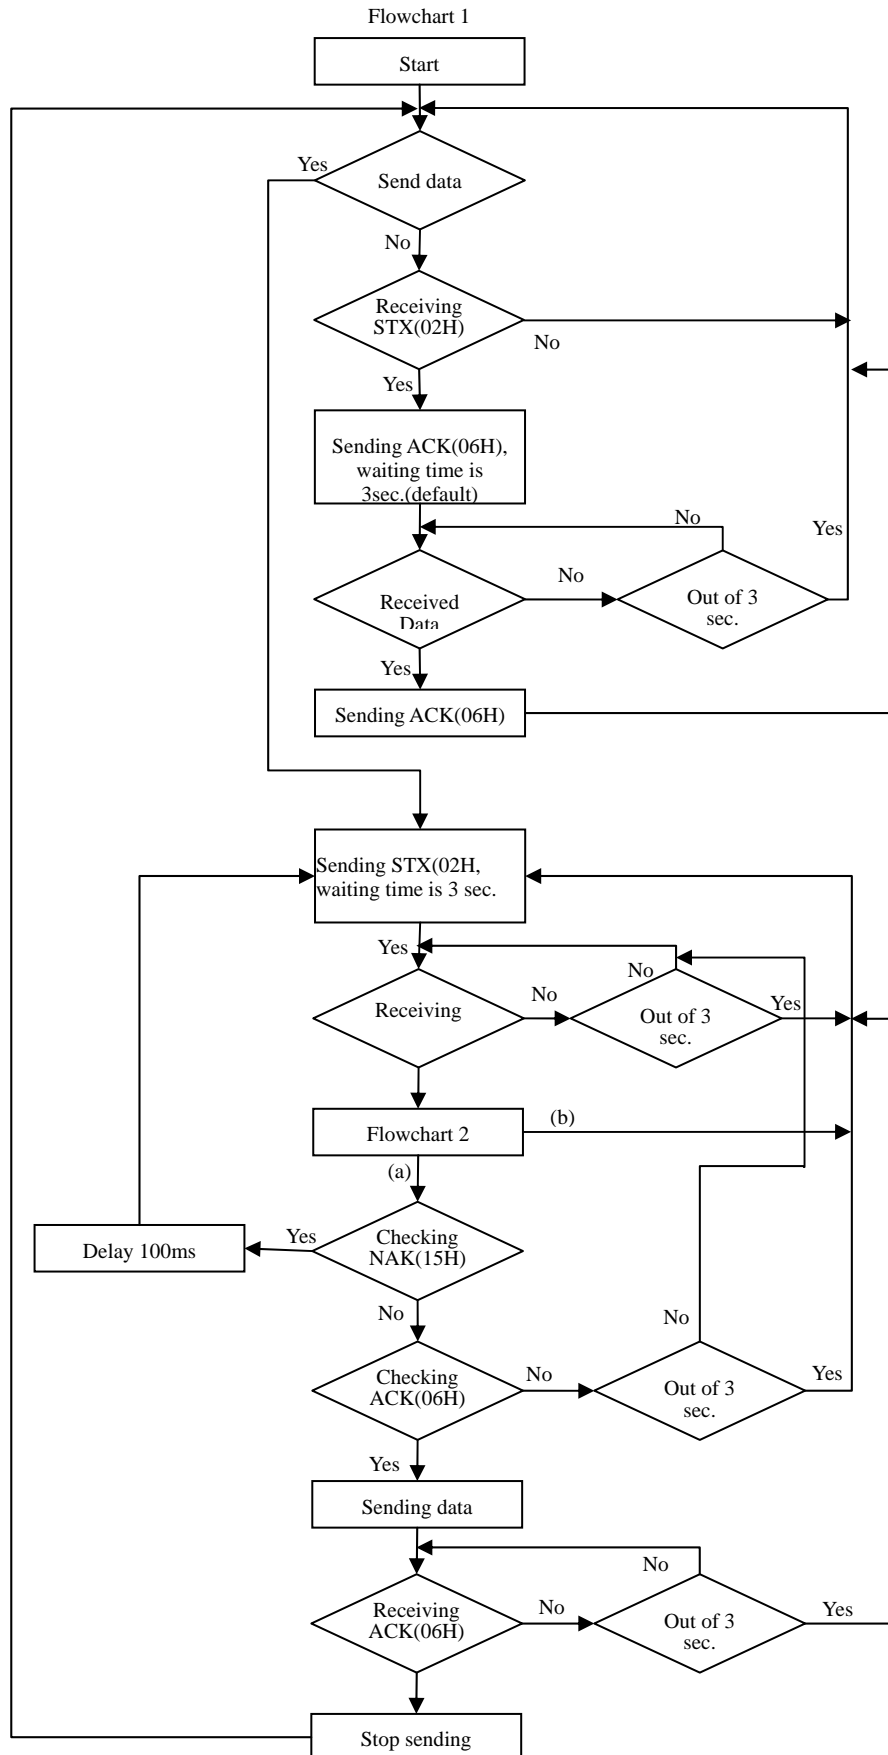 Flowchart 1
Start
Yes
Send data
No
Receiving
STX(02H)
No
Yes
Sending ACK(06H),
waiting time is
3sec.(default)
No
Yes
No
Received
Data
Out of 3
sec.
Yes
Sending ACK(06H)
Sending STX(02H,
waiting time is 3 sec.
Yes
No
Receiving
No
Out of 3
sec.
Yes
Flowchart 2
(b)
(a)
Yes
Checking
NAK(15H)
Delay 100ms
No
No
Checking
ACK(06H)
No
Out of 3
sec.
Yes
Yes
Sending data
No
Receiving
ACK(06H)
No
Out of 3
sec.
Yes
Stop sending